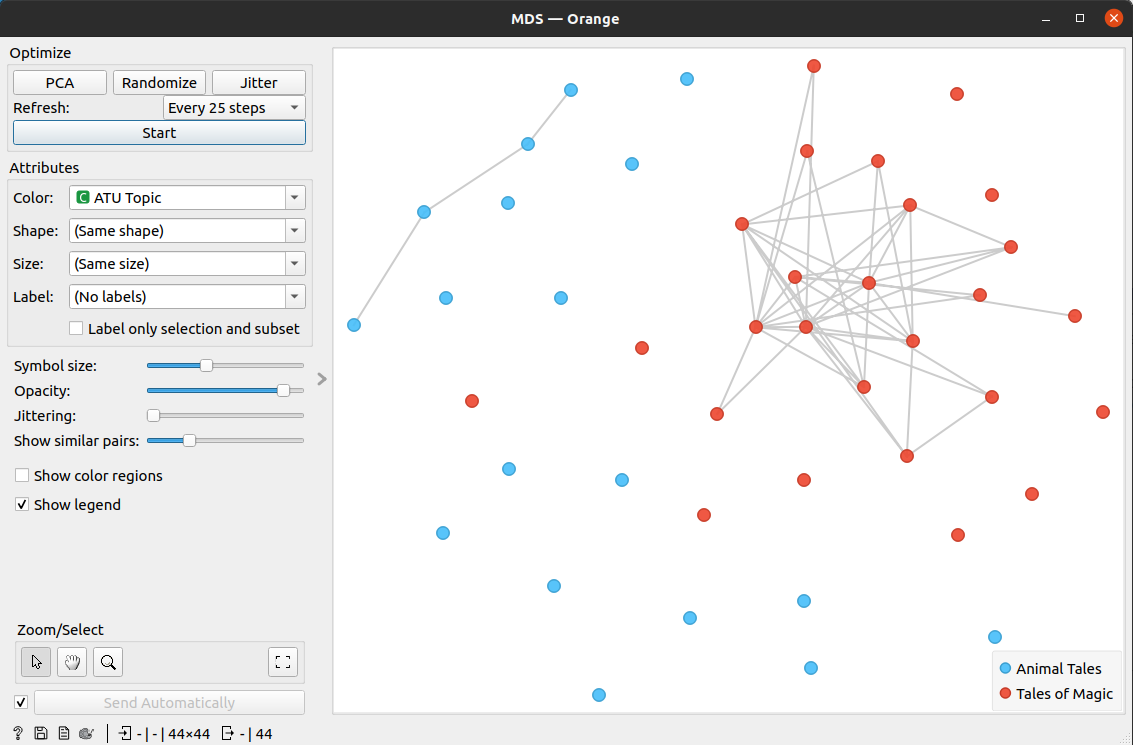 MDS — Orange
Optimize
PCA Randomize Jitter
Refresh: Every 25 steps
Start
Attributes
Color: C ATU Topic
Shape: (Same shape)
Size: (Same size)
Label: (No labels)
Label only selection and subset
Symbol size:
Opacity:
Jittering:
Show similar pairs:
Show color regions
Show legend
Zoom/Select
Send Automatically
? - | - | 44×44 - | 44
Animal Tales
Tales of Magic